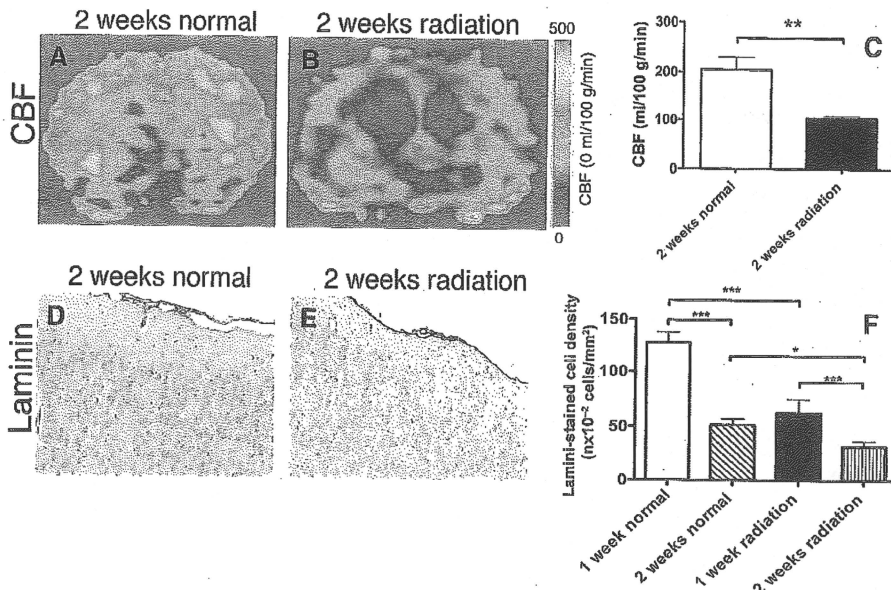 2 weeks normal
2 weeks radiation
CBF
A
B
500
CBF (0 ml/100 g/min)
0
C
**
CBF (ml/100 g/min)
300
200
100
0
2 weeks normal
2 weeks radiation
2 weeks normal
2 weeks radiation
Laminin
D
E
F
***
***
*
***
Lamini-stained cell density
(nx10⁻² cells/mm²)
150
100
50
0
1 week normal
2 weeks normal
1 week radiation
2 weeks radiation